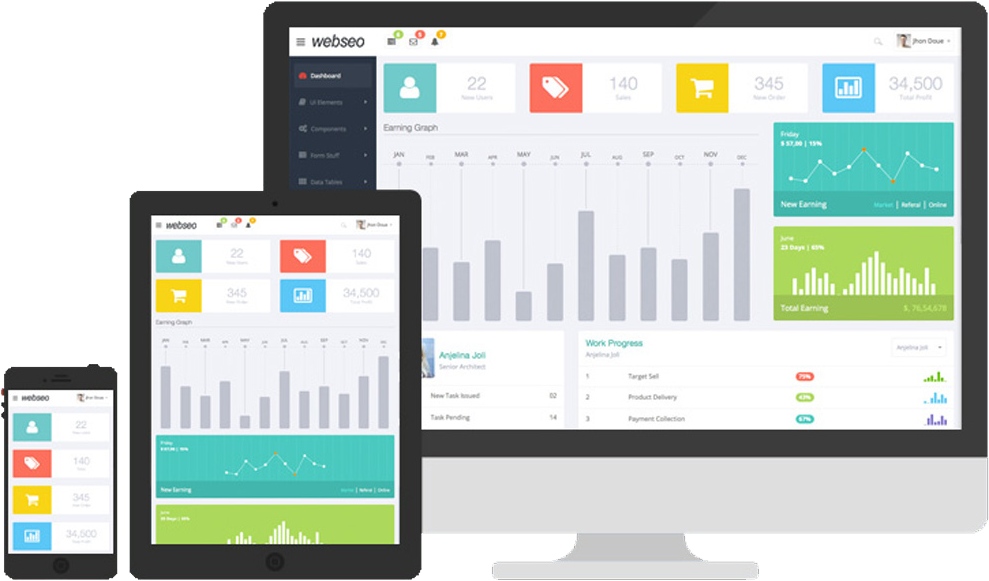 webseo
4
5
7
Jhon Doue
Dashboard
UI Elements
Components
Form Stuff
Data Tables
22
New Users
140
Sales
345
New Order
34,500
Total Profit
Earning Graph
JAN FEB MAR APR MAY JUN JUL AUG SEP OCT NOV DEC
Friday
$ 57,00 | 15%
New Earning
Market | Referal | Online
June
23 Days | 65%
Total Earning
$, 76,54,678
Anjelina Joli
Senior Architect
New Task Issued 02
Task Pending 14
Work Progress
Anjelina Joli
Anjelina Joli
1 Target Sell 75%
2 Product Delivery 43%
3 Payment Collection 67%
webseo
Jhon Doue
22
New Users
140
Sales
345
New Order
34,500
Total Profit
Earning Graph
JAN FEB MAR APR MAY JUN JUL AUG SEP OCT NOV DEC
Friday
$ 57,00 | 15%
New Earning
Market | Referal | Online
June
23 Days | 65%
webseo
Jhon Doue
22
New Users
140
Sales
345
New Order
34,500
Total Profit